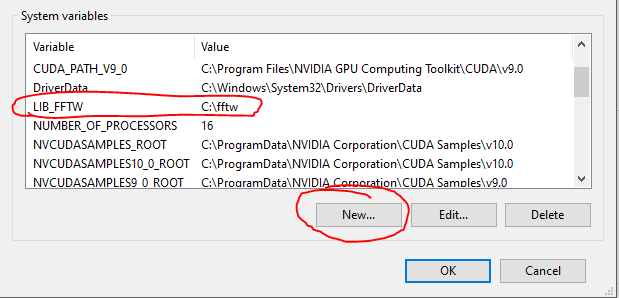 System variables
Variable Value
CUDA_PATH_V9_0 C:\Program Files\NVIDIA GPU Computing Toolkit\CUDA\v9.0
DriverData C:\Windows\System32\Drivers\DriverData
LIB_FFTW C:\fftw
NUMBER_OF_PROCESSORS 16
NVCUDASAMPLES_ROOT C:\ProgramData\NVIDIA Corporation\CUDA Samples\v10.0
NVCUDASAMPLES10_0_ROOT C:\ProgramData\NVIDIA Corporation\CUDA Samples\v10.0
NVCUDASAMPLES9_0_ROOT C:\ProgramData\NVIDIA Corporation\CUDA Samples\v9.0
New... Edit... Delete
OK Cancel